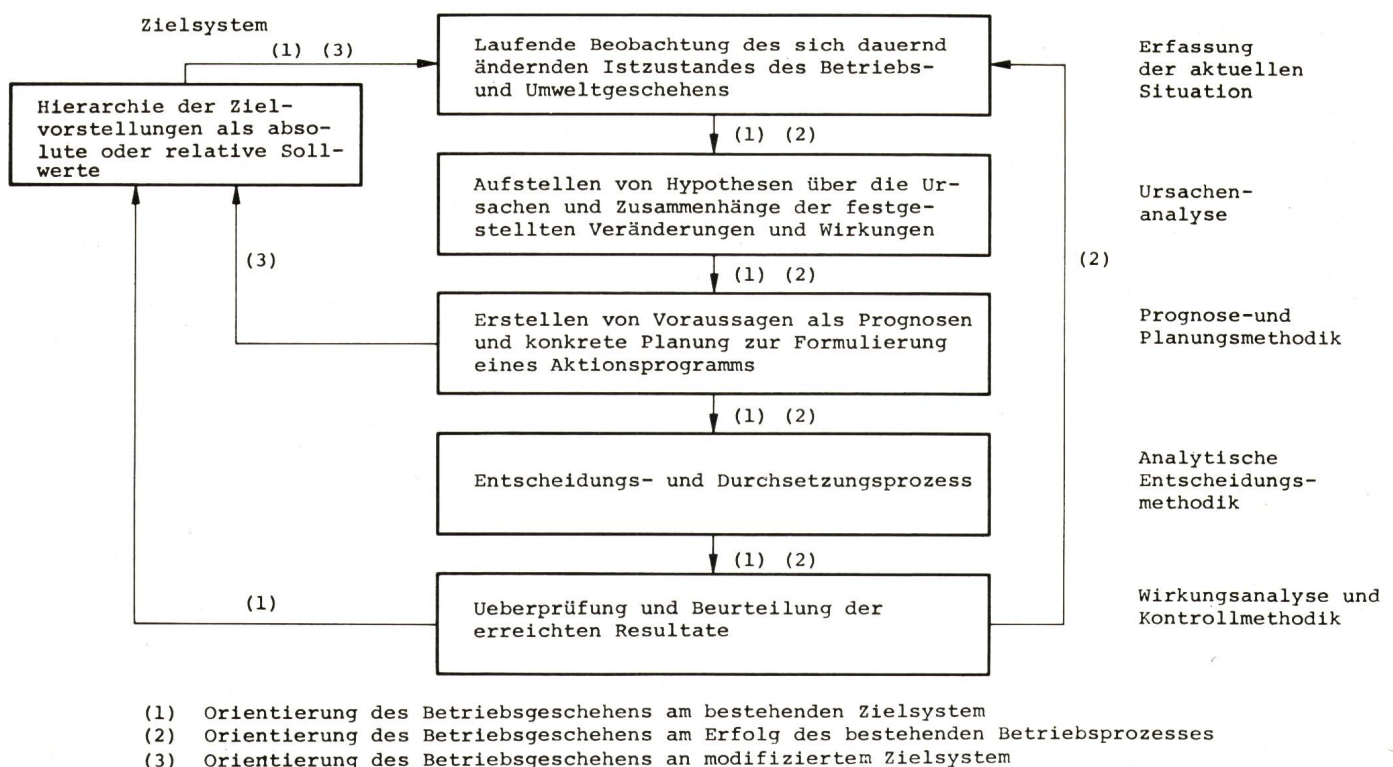 Zielsystem
(1) (3)
Hierarchie der Ziel-
vorstellungen als abso-
lute oder relative Soll-
werte
Laufende Beobachtung des sich dauernd
ändernden Istzustandes des Betriebs-
und Umweltgeschehens
Erfassung
der aktuellen
Situation
(1) (2)
Aufstellen von Hypothesen über die Ur-
sachen und Zusammenhänge der festge-
stellten Veränderungen und Wirkungen
Ursachen-
analyse
(3)
(1) (2)
(2)
Erstellen von Voraussagen als Prognosen
und konkrete Planung zur Formulierung
eines Aktionsprogramms
Prognose-und
Planungsmethodik
(1) (2)
Entscheidungs- und Durchsetzungsprozess
Analytische
Entscheidungs-
methodik
(1) (2)
(1)
Ueberprüfung und Beurteilung der
erreichten Resultate
Wirkungsanalyse und
Kontrollmethodik
(1) Orientierung des Betriebsgeschehens am bestehenden Zielsystem
(2) Orientierung des Betriebsgeschehens am Erfolg des bestehenden Betriebsprozesses
(3) Orientierung des Betriebsgeschehens an modifiziertem Zielsystem